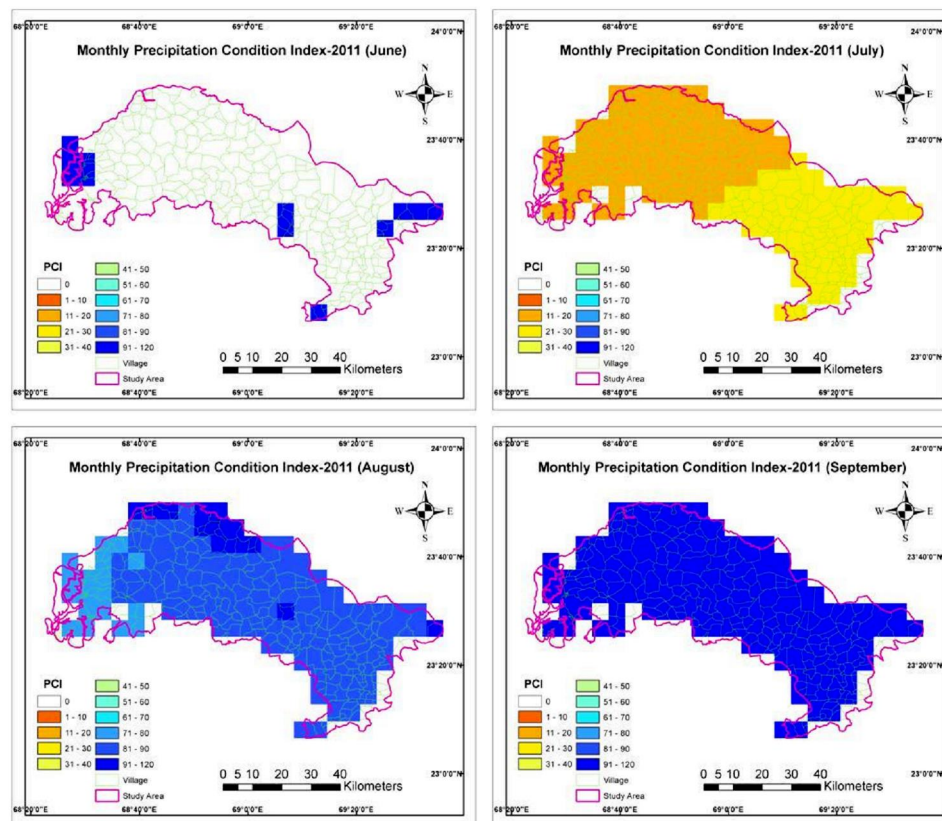 68°20'0"E 68°40'0"E 69°0'0"E 69°20'0"E
24°0'0"N
Monthly Precipitation Condition Index-2011 (June)
N
W E
S
23°40'0"N
23°20'0"N
PCI
0
1 - 10
11 - 20
21 - 30
31 - 40
41 - 50
51 - 60
61 - 70
71 - 80
81 - 90
91 - 120
Village
Study Area
0 5 10 20 30 40
Kilometers
23°0'0"N
68°20'0"E 68°40'0"E 69°0'0"E 69°20'0"E
68°20'0"E 68°40'0"E 69°0'0"E 69°20'0"E
24°0'0"N
Monthly Precipitation Condition Index-2011 (July)
N
W E
S
23°40'0"N
23°20'0"N
PCI
0
1 - 10
11 - 20
21 - 30
31 - 40
41 - 50
51 - 60
61 - 70
71 - 80
81 - 90
91 - 120
Village
Study Area
0 5 10 20 30 40
Kilometers
23°0'0"N
68°20'0"E 68°40'0"E 69°0'0"E 69°20'0"E
68°20'0"E 68°40'0"E 69°0'0"E 69°20'0"E
24°0'0"N
Monthly Precipitation Condition Index-2011 (August)
N
W E
S
23°40'0"N
23°20'0"N
PCI
0
1 - 10
11 - 20
21 - 30
31 - 40
41 - 50
51 - 60
61 - 70
71 - 80
81 - 90
91 - 120
Village
Study Area
0 5 10 20 30 40
Kilometers
23°0'0"N
68°20'0"E 68°40'0"E 69°0'0"E 69°20'0"E
68°20'0"E 68°40'0"E 69°0'0"E 69°20'0"E
24°0'0"N
Monthly Precipitation Condition Index-2011 (September)
N
W E
S
23°40'0"N
23°20'0"N
PCI
0
1 - 10
11 - 20
21 - 30
31 - 40
41 - 50
51 - 60
61 - 70
71 - 80
81 - 90
91 - 120
Village
Study Area
0 5 10 20 30 40
Kilometers
23°0'0"N
68°20'0"E 68°40'0"E 69°0'0"E 69°20'0"E